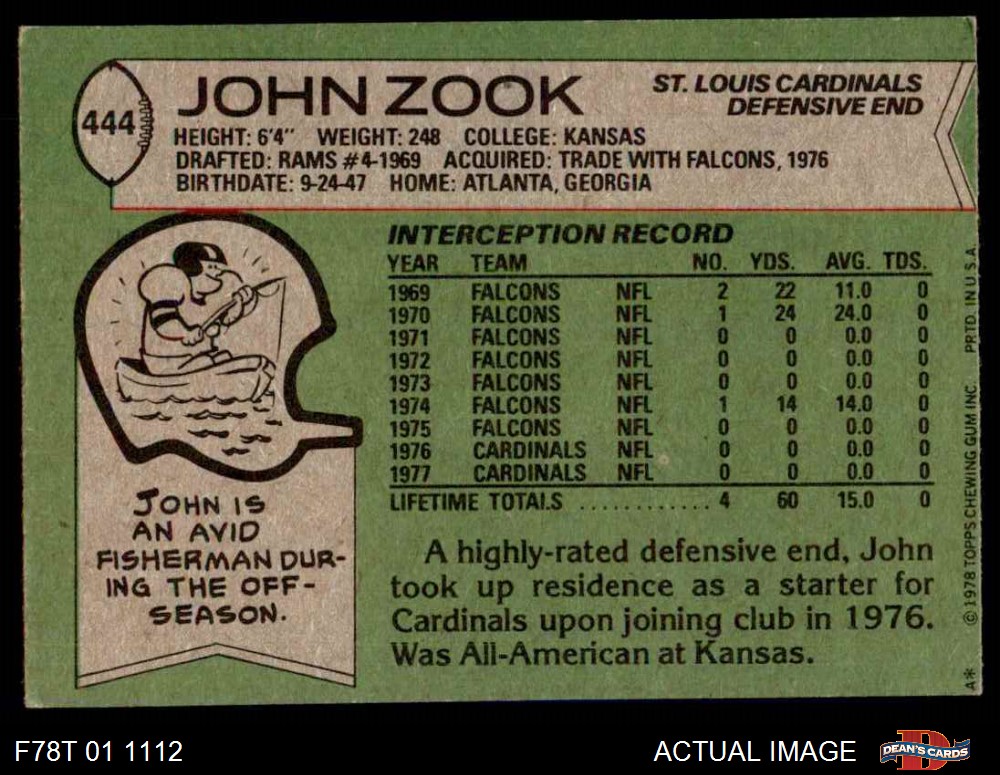 444
JOHN ZOOK
ST. LOUIS CARDINALS
DEFENSIVE END
HEIGHT: 6'4" WEIGHT: 248 COLLEGE: KANSAS
DRAFTED: RAMS #4-1969 ACQUIRED: TRADE WITH FALCONS, 1976
BIRTHDATE: 9-24-47 HOME: ATLANTA, GEORGIA
JOHN IS
AN AVID
FISHERMAN DUR-
ING THE OFF-
SEASON.
INTERCEPTION RECORD
YEAR TEAM NO. YDS. AVG. TDS.
1969 FALCONS NFL 2 22 11.0 0
1970 FALCONS NFL 1 24 24.0 0
1971 FALCONS NFL 0 0 0.0 0
1972 FALCONS NFL 0 0 0.0 0
1973 FALCONS NFL 0 0 0.0 0
1974 FALCONS NFL 1 14 14.0 0
1975 FALCONS NFL 0 0 0.0 0
1976 CARDINALS NFL 0 0 0.0 0
1977 CARDINALS NFL 0 0 0.0 0
LIFETIME TOTALS ............. 4 60 15.0 0
A highly-rated defensive end, John
took up residence as a starter for
Cardinals upon joining club in 1976.
Was All-American at Kansas.
A* © 1978 TOPPS CHEWING GUM INC. PRTD. IN U.S.A
F78T 01 1112
ACTUAL IMAGE
DEAN'S CARDS